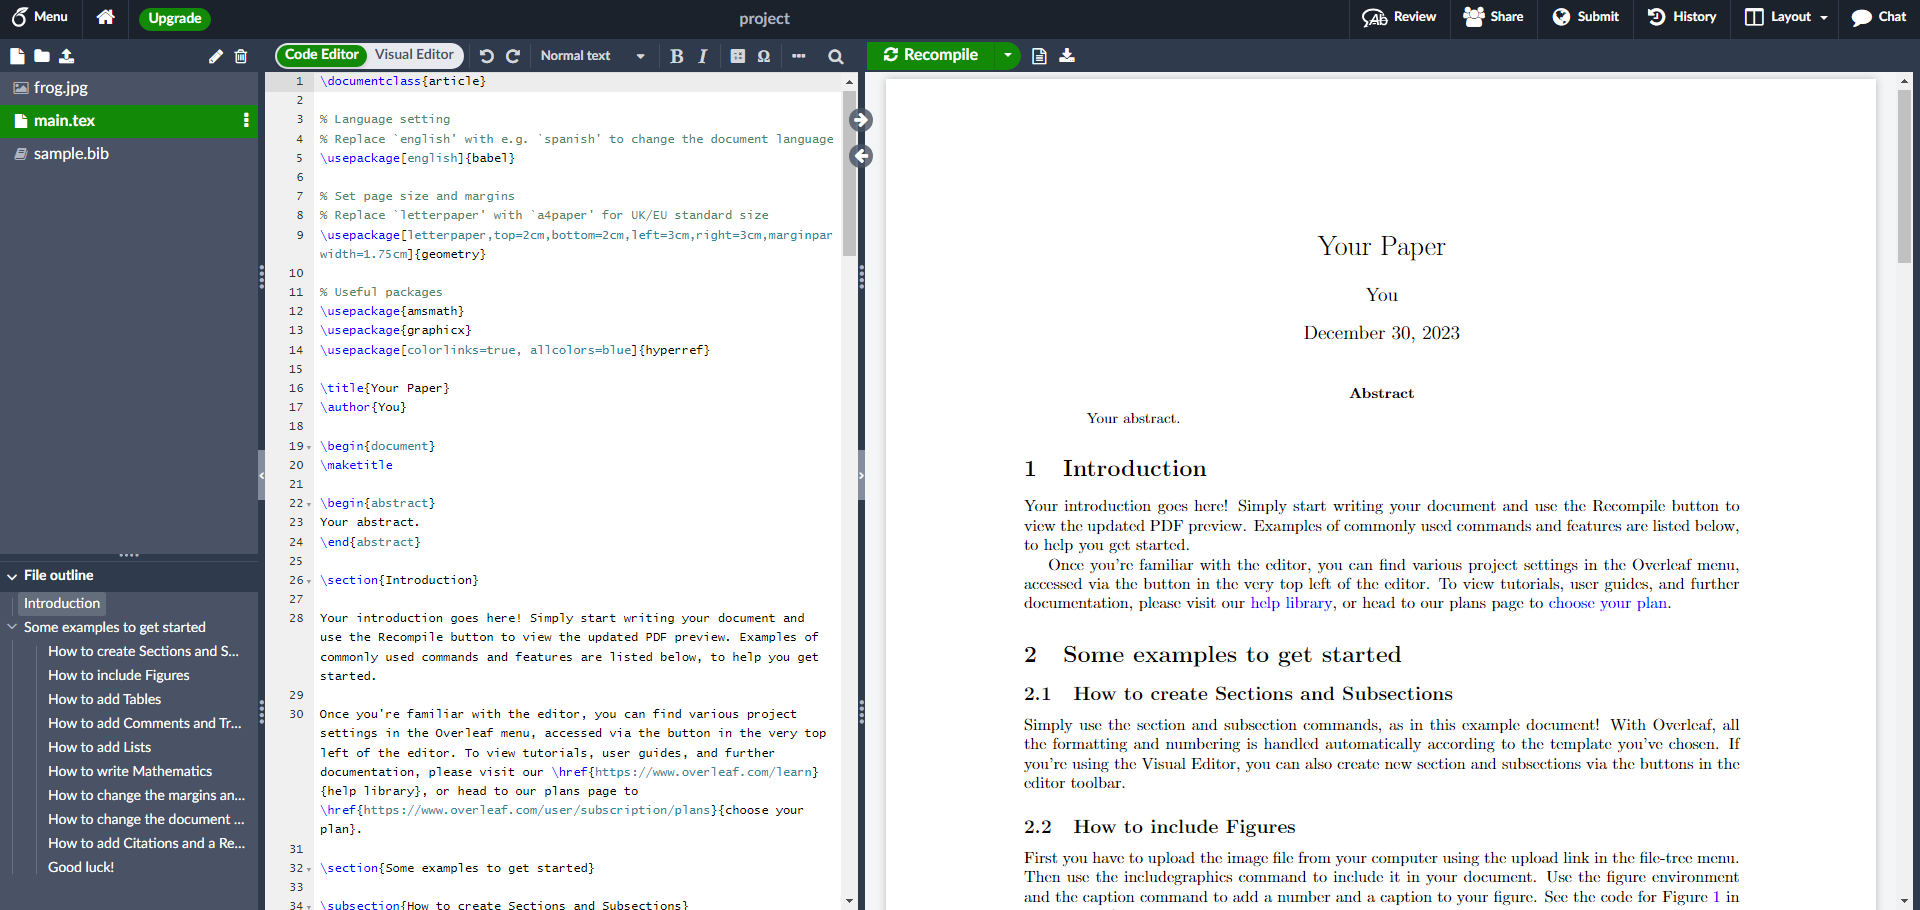 Menu
Upgrade
project
Review
Share
Submit
History
Layout
Chat
Code Editor
Visual Editor
Normal text
B I
Ω
Recompile
frog.jpg
main.tex
sample.bib
File outline
Introduction
Some examples to get started
How to create Sections and S...
How to include Figures
How to add Tables
How to add Comments and Tr...
How to add Lists
How to write Mathematics
How to change the margins an...
How to change the document ...
How to add Citations and a Re...
Good luck!
1 \documentclass{article}
2
3 % Language setting
4 % Replace `english' with e.g. `spanish' to change the document language
5 \usepackage[english]{babel}
6
7 % Set page size and margins
8 % Replace `letterpaper' with `a4paper' for UK/EU standard size
9 \usepackage[letterpaper,top=2cm,bottom=2cm,left=3cm,right=3cm,marginpar
width=1.75cm]{geometry}
10
11 % Useful packages
12 \usepackage{amsmath}
13 \usepackage{graphicx}
14 \usepackage[colorlinks=true, allcolors=blue]{hyperref}
15
16 \title{Your Paper}
17 \author{You}
18
19 \begin{document}
20 \maketitle
21
22 \begin{abstract}
23 Your abstract.
24 \end{abstract}
25
26 \section{Introduction}
27
28 Your introduction goes here! Simply start writing your document and
use the Recompile button to view the updated PDF preview. Examples of
commonly used commands and features are listed below, to help you get
started.
29
30 Once you're familiar with the editor, you can find various project
settings in the Overleaf menu, accessed via the button in the very top
left of the editor. To view tutorials, user guides, and further
documentation, please visit our \href{https://www.overleaf.com/learn}
{help library}, or head to our plans page to
\href{https://www.overleaf.com/user/subscription/plans}{choose your
plan}.
31
32 \section{Some examples to get started}
33
34 \subsection{How to create Sections and Subsections}
Your Paper
You
December 30, 2023
Abstract
Your abstract.
1 Introduction
Your introduction goes here! Simply start writing your document and use the Recompile button to
view the updated PDF preview. Examples of commonly used commands and features are listed below,
to help you get started.
Once you're familiar with the editor, you can find various project settings in the Overleaf menu,
accessed via the button in the very top left of the editor. To view tutorials, user guides, and further
documentation, please visit our help library, or head to our plans page to choose your plan.
2 Some examples to get started
2.1 How to create Sections and Subsections
Simply use the section and subsection commands, as in this example document! With Overleaf, all
the formatting and numbering is handled automatically according to the template you've chosen. If
you're using the Visual Editor, you can also create new section and subsections via the buttons in the
editor toolbar.
2.2 How to include Figures
First you have to upload the image file from your computer using the upload link in the file-tree menu.
Then use the includegraphics command to include it in your document. Use the figure environment
and the caption command to add a number and a caption to your figure. See the code for Figure 1 in